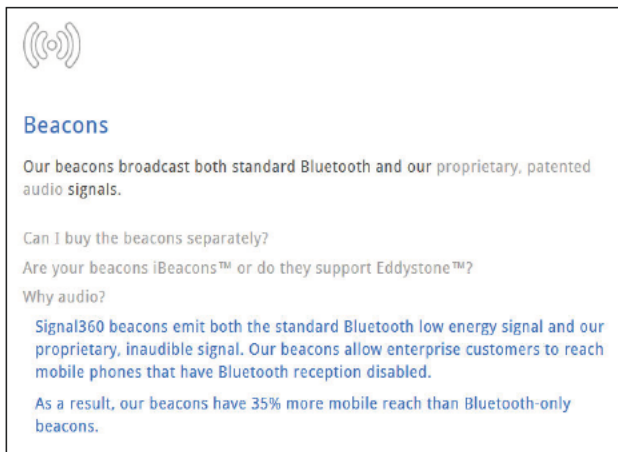 Beacons
Our beacons broadcast both standard Bluetooth and our proprietary, patented
audio signals.
Can I buy the beacons separately?
Are your beacons iBeacons™ or do they support Eddystone™?
Why audio?
Signal360 beacons emit both the standard Bluetooth low energy signal and our
proprietary, inaudible signal. Our beacons allow enterprise customers to reach
mobile phones that have Bluetooth reception disabled.
As a result, our beacons have 35% more mobile reach than Bluetooth-only
beacons.